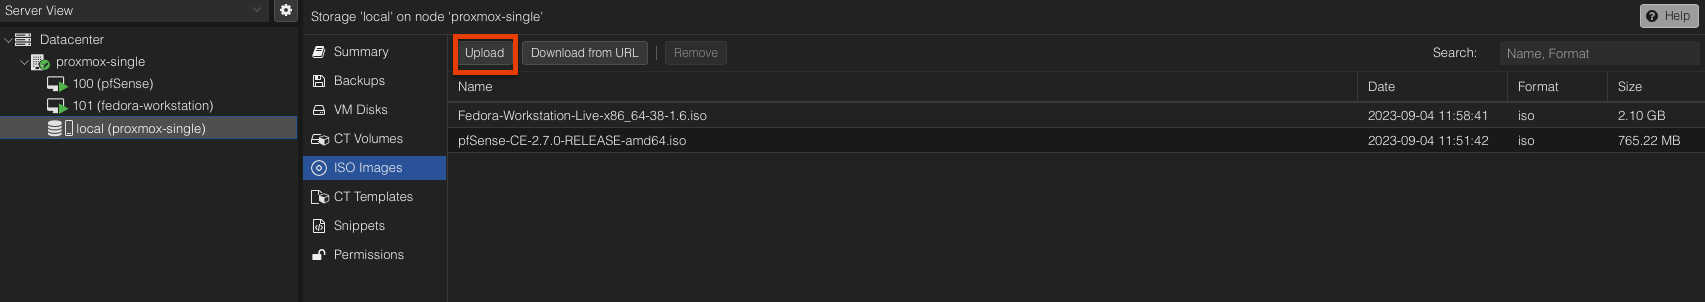 Server View
Datacenter
proxmox-single
100 (pfSense)
101 (fedora-workstation)
local (proxmox-single)
Storage 'local' on node 'proxmox-single'
Help
Summary
Backups
VM Disks
CT Volumes
ISO Images
CT Templates
Snippets
Permissions
Upload Download from URL Remove Search: Name, Format
Name Date Format Size
Fedora-Workstation-Live-x86_64-38-1.6.iso 2023-09-04 11:58:41 iso 2.10 GB
pfSense-CE-2.7.0-RELEASE-amd64.iso 2023-09-04 11:51:42 iso 765.22 MB